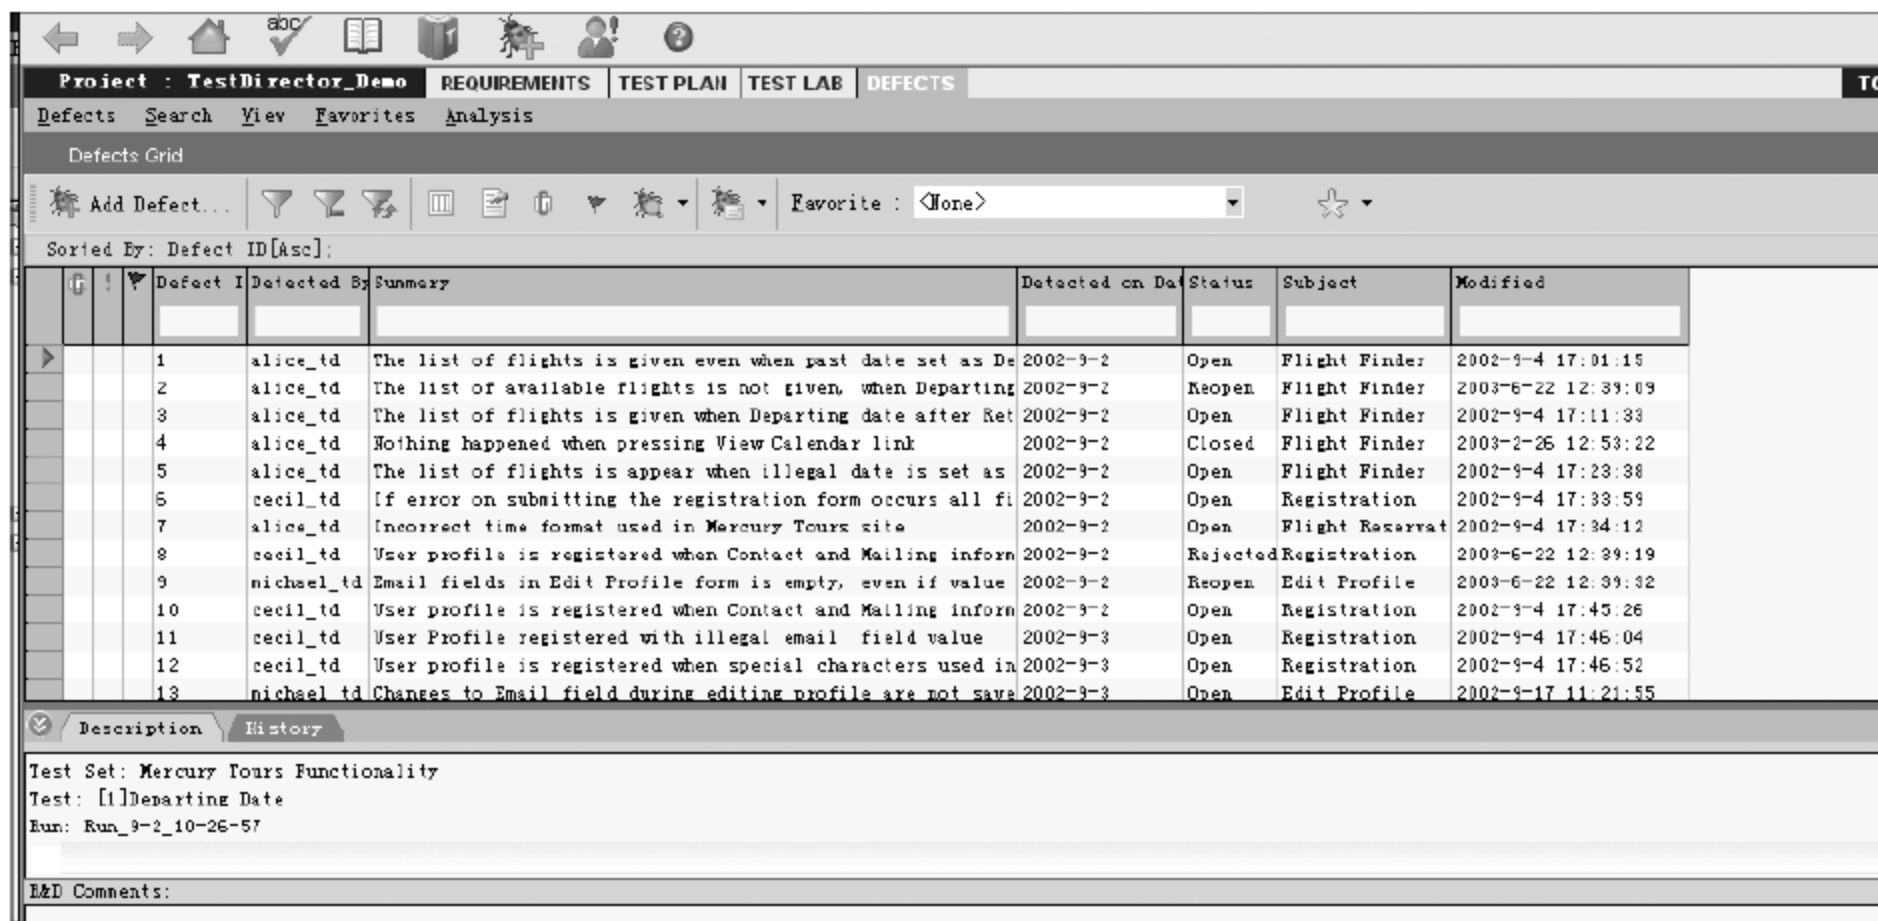 abc
Project : TestDirector_Demo REQUIREMENTS TEST PLAN TEST LAB DEFECTS TO
Defects Search View Favorites Analysis
Defects Grid
Add Defect... Favorite : <None>
Sorted By: Defect ID[Asc];
! Defect I Detected By Summary Detected on Dat Status Subject Modified
1 alice_td The list of flights is given even when past date set as De 2002-9-2 Open Flight Finder 2002-9-4 17:01:15
2 alice_td The list of available flights is not given, when Departing 2002-9-2 Reopen Flight Finder 2003-6-22 12:39:09
3 alice_td The list of flights is given when Departing date after Ret 2002-9-2 Open Flight Finder 2002-9-4 17:11:33
4 alice_td Nothing happened when pressing View Calendar link 2002-9-2 Closed Flight Finder 2003-2-26 12:53:22
5 alice_td The list of flights is appear when illegal date is set as 2002-9-2 Open Flight Finder 2002-9-4 17:23:38
6 cecil_td If error on submitting the registration form occurs all fi 2002-9-2 Open Registration 2002-9-4 17:33:59
7 alice_td Incorrect time format used in Mercury Tours site 2002-9-2 Open Flight Reservat 2002-9-4 17:34:12
8 cecil_td User profile is registered when Contact and Mailing inform 2002-9-2 Rejected Registration 2003-6-22 12:39:19
9 michael_td Email fields in Edit Profile form is empty, even if value 2002-9-2 Reopen Edit Profile 2003-6-22 12:39:32
10 cecil_td User profile is registered when Contact and Mailing inform 2002-9-2 Open Registration 2002-9-4 17:45:26
11 cecil_td User Profile registered with illegal email field value 2002-9-3 Open Registration 2002-9-4 17:46:04
12 cecil_td User profile is registered when special characters used in 2002-9-3 Open Registration 2002-9-4 17:46:52
13 michael_td Changes to Email field during editing profile are not save 2002-9-3 Open Edit Profile 2002-9-17 11:21:55
Description History
Test Set: Mercury Tours Functionality
Test: [1]Departing Date
Run: Run_9-2_10-26-57
R&D Comments: